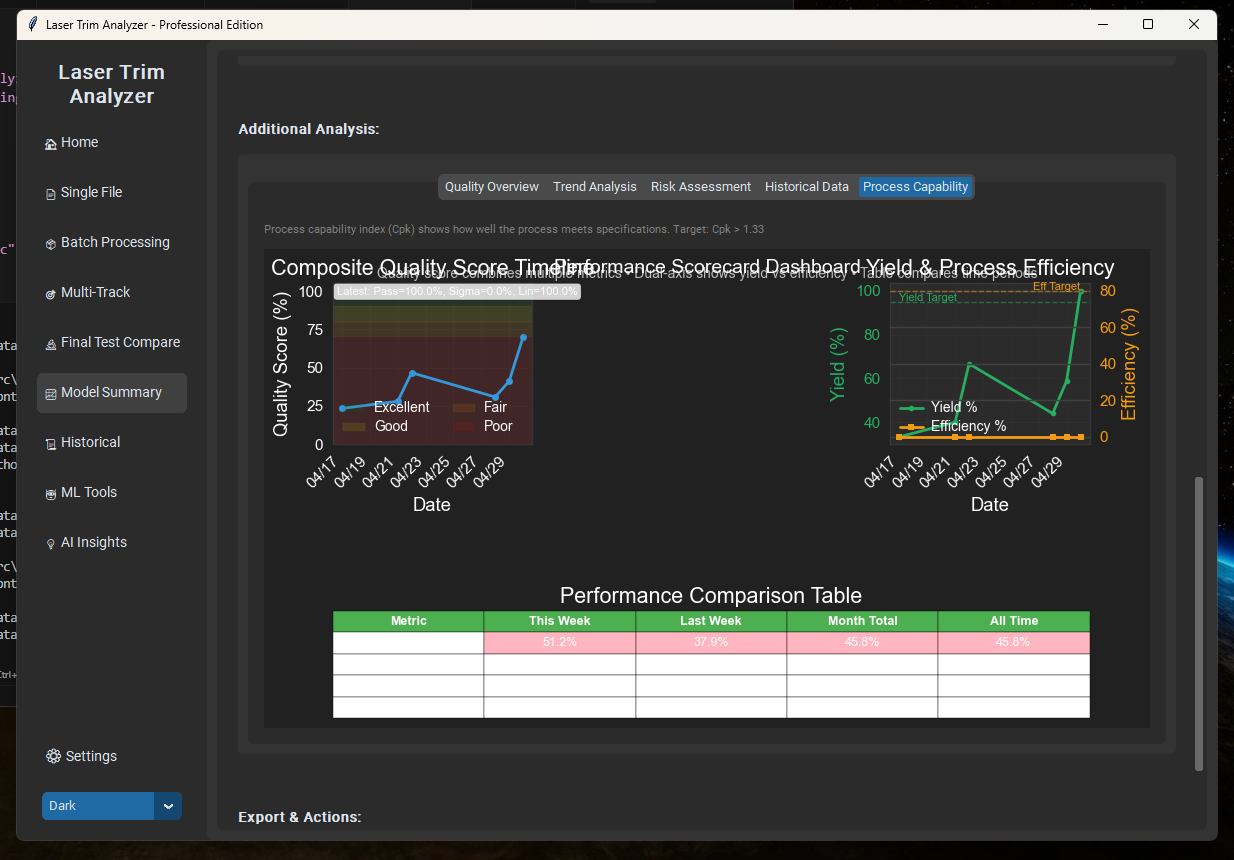 Laser Trim Analyzer - Professional Edition
Laser Trim
Analyzer
Home
Single File
Batch Processing
Multi-Track
Final Test Compare
Model Summary
Historical
ML Tools
AI Insights
Settings
Dark
Additional Analysis:
Quality Overview Trend Analysis Risk Assessment Historical Data Process Capability
Process capability index (Cpk) shows how well the process meets specifications. Target: Cpk > 1.33
Performance Scorecard Dashboard
Quality score combines multiple metrics • Dual-axis shows yield vs efficiency • Table compares time periods
Composite Quality Score Timeline
Latest: Pass=100.0%, Sigma=0.0%, Lin=100.0%
Quality Score (%)
100
75
50
25
0
Excellent Fair
Good Poor
04/17 04/19 04/21 04/23 04/25 04/27 04/29
Date
Yield & Process Efficiency
Eff Target
Yield Target
Yield (%)
100
80
60
40
Efficiency (%)
80
60
40
20
0
Yield %
Efficiency %
04/17 04/19 04/21 04/23 04/25 04/27 04/29
Date
Performance Comparison Table
Metric This Week Last Week Month Total All Time
51.2% 37.9% 45.8% 45.8%
Export & Actions: